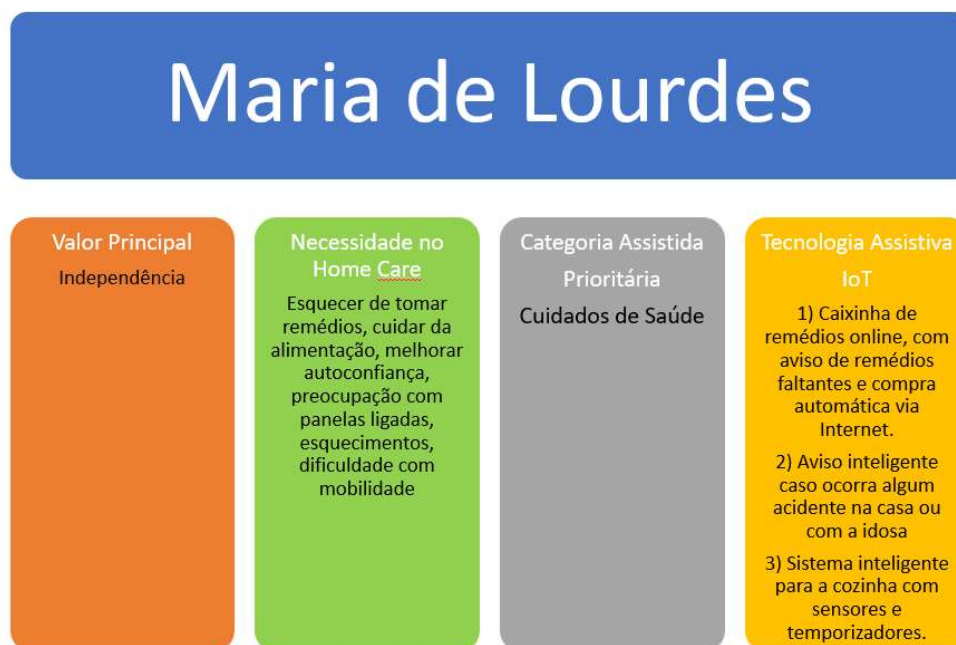 Maria de Lourdes
Valor Principal
Independência
Necessidade no
Home Care
Esquecer de tomar
remédios, cuidar da
alimentação, melhorar
autoconfiança,
preocupação com
panelas ligadas,
esquecimentos,
dificuldade com
mobilidade
Categoria Assistida
Prioritária
Cuidados de Saúde
Tecnologia Assistiva
IoT
1) Caixinha de
remédios online, com
aviso de remédios
faltantes e compra
automática via
Internet.
2) Aviso inteligente
caso ocorra algum
acidente na casa ou
com a idosa
3) Sistema inteligente
para a cozinha com
sensores e
temporizadores.